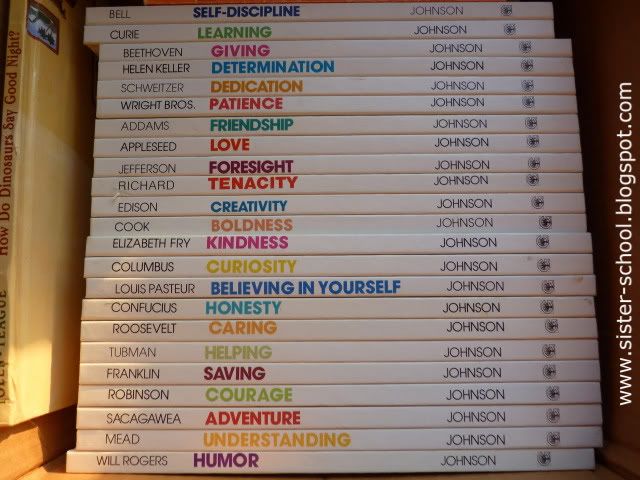 BELL SELF-DISCIPLINE JOHNSON
CURIE LEARNING JOHNSON
BEETHOVEN GIVING JOHNSON
HELEN KELLER DETERMINATION JOHNSON
SCHWEITZER DEDICATION JOHNSON
WRIGHT BROS. PATIENCE JOHNSON
ADDAMS FRIENDSHIP JOHNSON
APPLESEED LOVE JOHNSON
JEFFERSON FORESIGHT JOHNSON
RICHARD TENACITY JOHNSON
EDISON CREATIVITY JOHNSON
COOK BOLDNESS JOHNSON
ELIZABETH FRY KINDNESS JOHNSON
COLUMBUS CURIOSITY JOHNSON
LOUIS PASTEUR BELIEVING IN YOURSELF JOHNSON
CONFUCIUS HONESTY JOHNSON
ROOSEVELT CARING JOHNSON
TUBMAN HELPING JOHNSON
FRANKLIN SAVING JOHNSON
ROBINSON COURAGE JOHNSON
SACAGAWEA ADVENTURE JOHNSON
MEAD UNDERSTANDING JOHNSON
WILL ROGERS HUMOR JOHNSON
How Do Dinosaurs Say Good Night?
YOLEN · TEAGUE
www.sister-school.blogspot.com